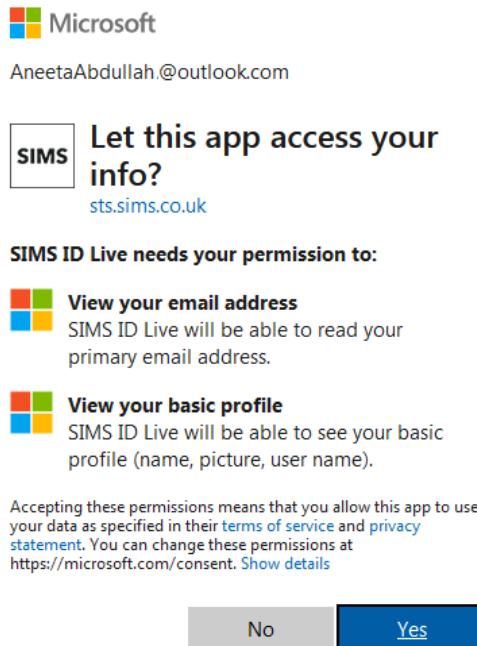 Microsoft
AneetaAbdullah.@outlook.com
SIMS
Let this app access your
info?
sts.sims.co.uk
SIMS ID Live needs your permission to:
View your email address
SIMS ID Live will be able to read your
primary email address.
View your basic profile
SIMS ID Live will be able to see your basic
profile (name, picture, user name).
Accepting these permissions means that you allow this app to use
your data as specified in their terms of service and privacy
statement. You can change these permissions at
https://microsoft.com/consent. Show details
No
Yes